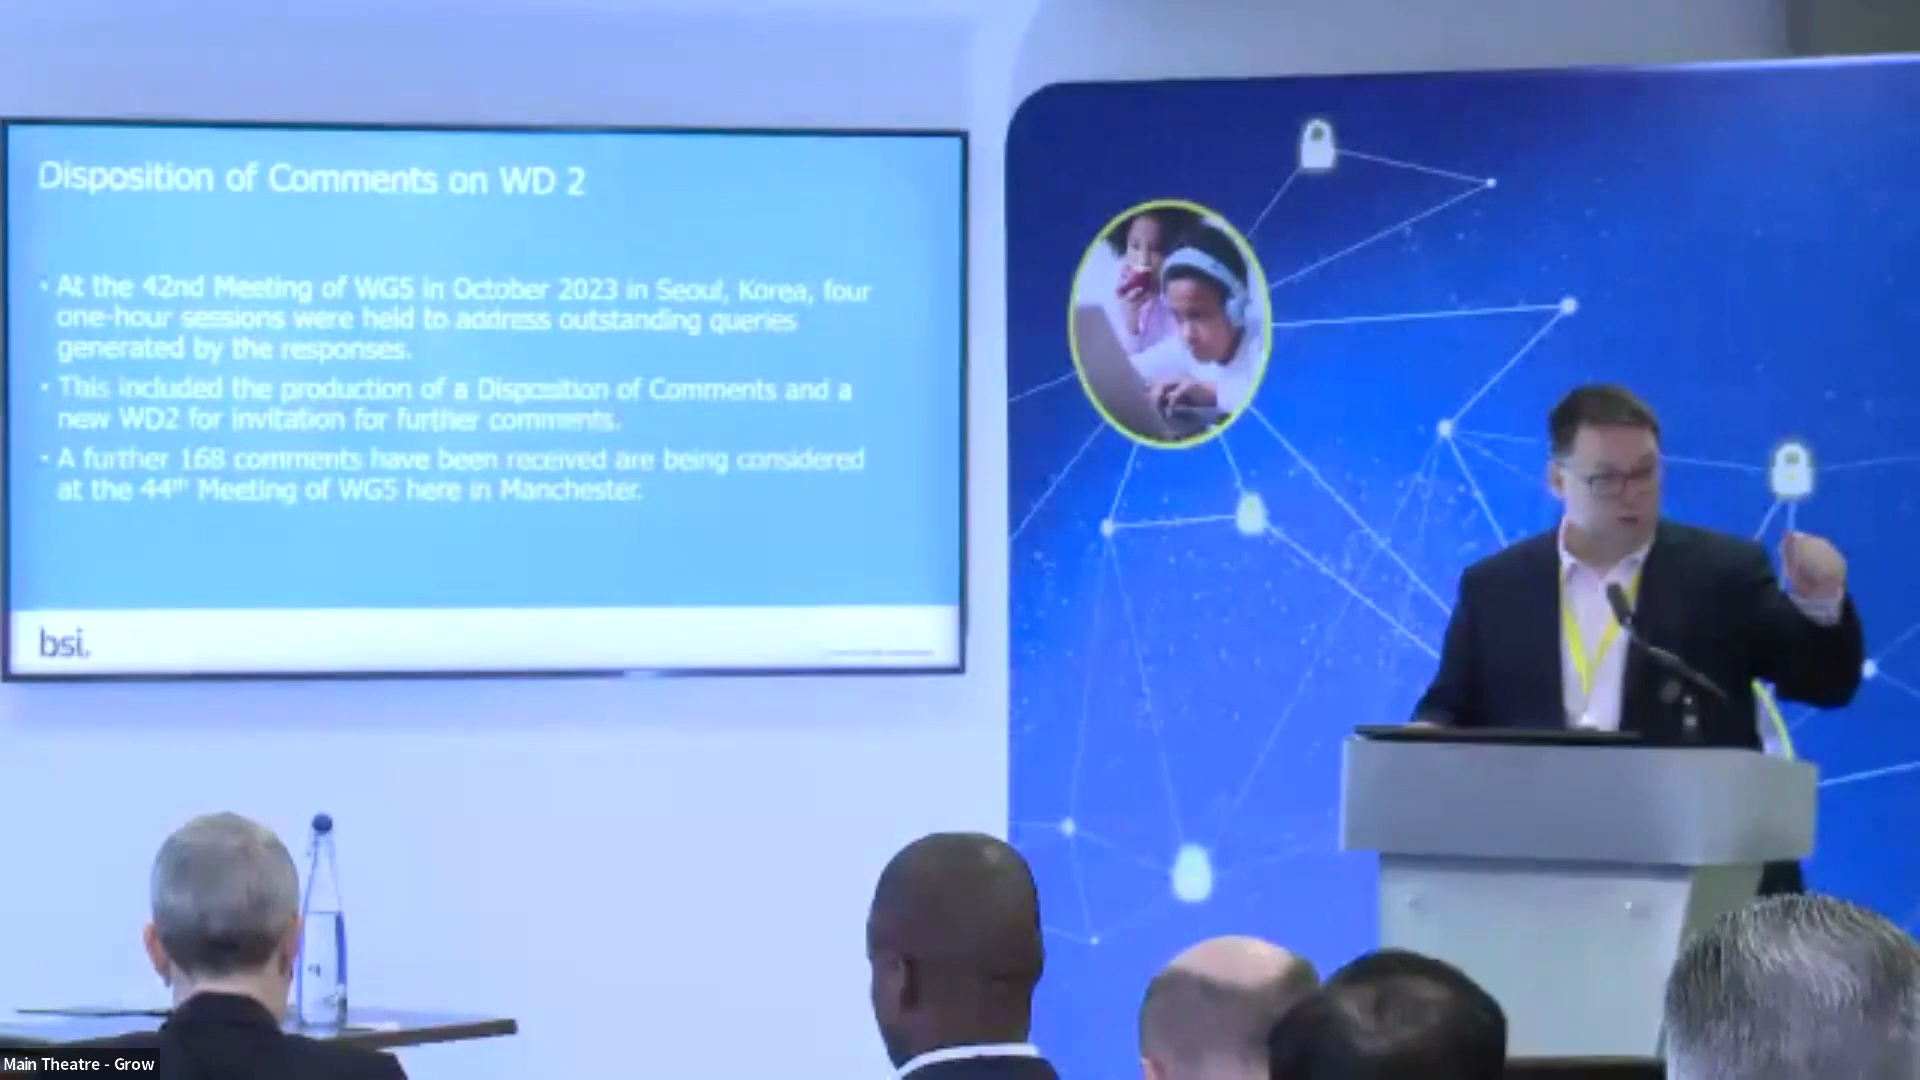 Disposition of Comments on WD 2
• At the 42nd Meeting of WG5 in October 2023 in Seoul, Korea, four
one-hour sessions were held to address outstanding queries
generated by the responses.
• This included the production of a Disposition of Comments and a
new WD2 for invitation for further comments.
• A further 168 comments have been received are being considered
at the 44th Meeting of WG5 here in Manchester.
bsi.
Main Theatre - Grow